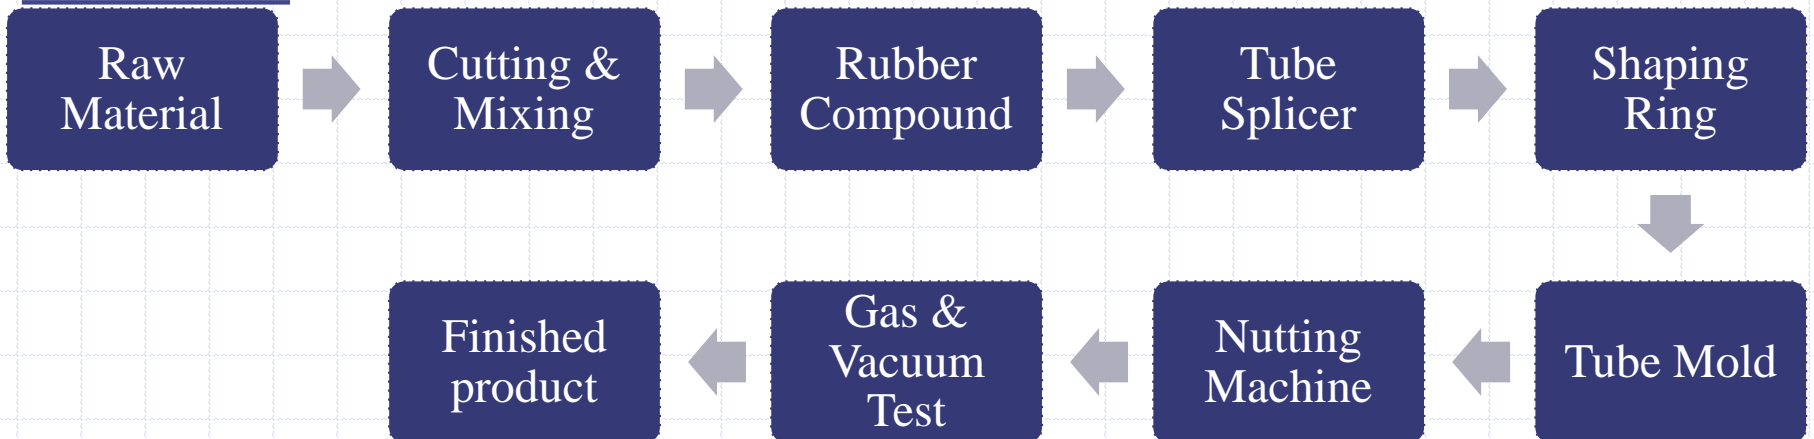 Raw
Material
Cutting &
Mixing
Rubber
Compound
Tube
Splicer
Shaping
Ring
Tube Mold
Nutting
Machine
Gas &
Vacuum
Test
Finished
product